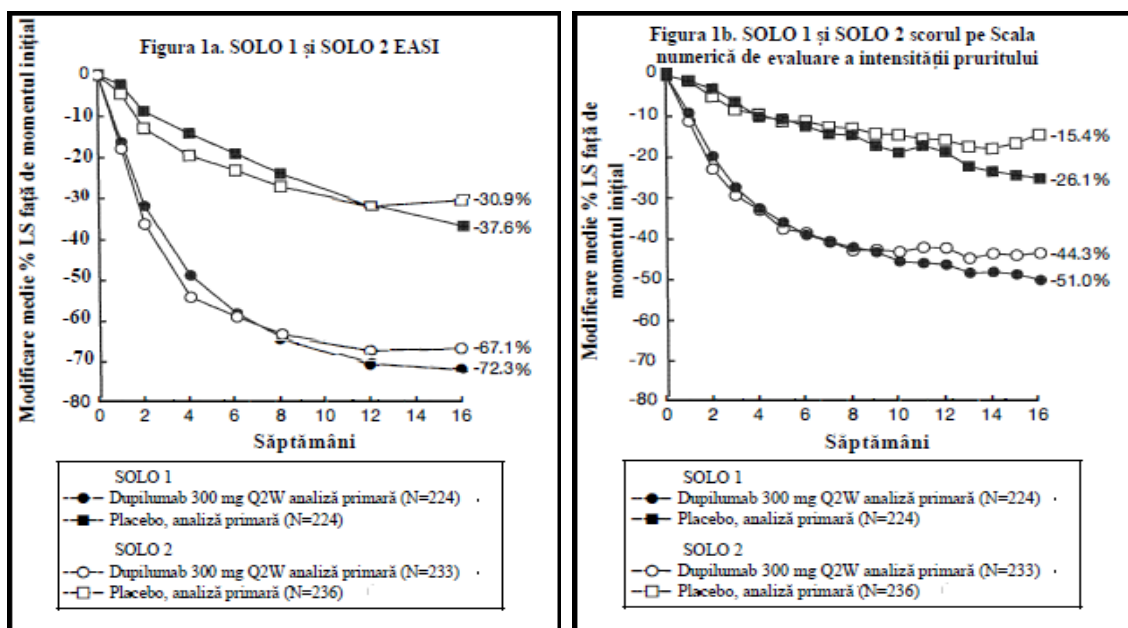 Figura 1a. SOLO 1 și SOLO 2 EASI
Modificare medie % LS față de momentul inițial
0
-10
-20
-30
-40
-50
-60
-70
-80
-30.9%
-37.6%
-67.1%
-72.3%
0 2 4 6 8 10 12 14 16
Săptămâni
SOLO 1
Dupilumab 300 mg Q2W analiză primară (N=224)
Placebo, analiză primară (N=224)
SOLO 2
Dupilumab 300 mg Q2W analiză primară (N=233)
Placebo, analiză primară (N=236)
Figura 1b. SOLO 1 și SOLO 2 scorul pe Scala
numerică de evaluare a intensității pruritului
Modificare medie % LS față de
momentul inițial
0
-10
-20
-30
-40
-50
-60
-70
-80
-15.4%
-26.1%
-44.3%
-51.0%
0 2 4 6 8 10 12 14 16
Săptămâni
SOLO 1
Dupilumab 300 mg Q2W analiză primară (N=224)
Placebo, analiză primară (N=224)
SOLO 2
Dupilumab 300 mg Q2W analiză primară (N=233)
Placebo, analiză primară (N=236)